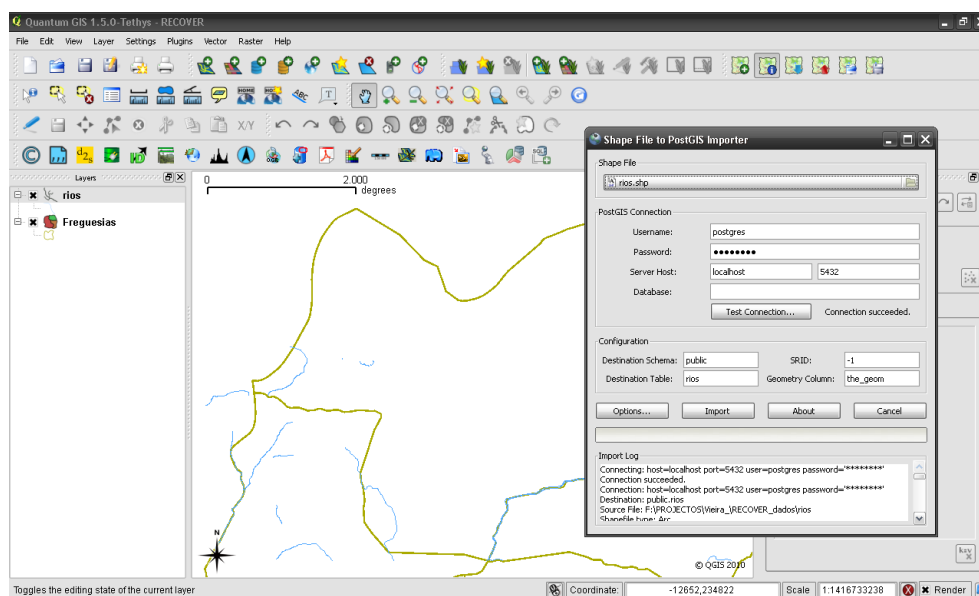 Quantum GIS 1.5.0-Tethys - RECOVER
File Edit View Layer Settings Plugins Vector Raster Help
Layers
rios
Freguesias
0 2.000
degrees
N
© QGIS 2010
Shape File to PostGIS Importer
Shape File
rios.shp
PostGIS Connection
Username: postgres
Password: ••••••••
Server Host: localhost 5432
Database:
Test Connection... Connection succeeded.
Configuration
Destination Schema: public SRID: -1
Destination Table: rios Geometry Column: the_geom
Options... Import About Cancel
Import Log
Connecting: host=localhost port=5432 user=postgres password='********'
Connection succeeded.
Connection: host=localhost port=5432 user=postgres password='********'
Destination: public.rios
Source File: F:\PROJECTOS\Vieira_\RECOVER_dados\rios
Shapefile type: Arc
Toggles the editing state of the current layer
Coordinate: -12652,234822 Scale 1:1416733238 Render